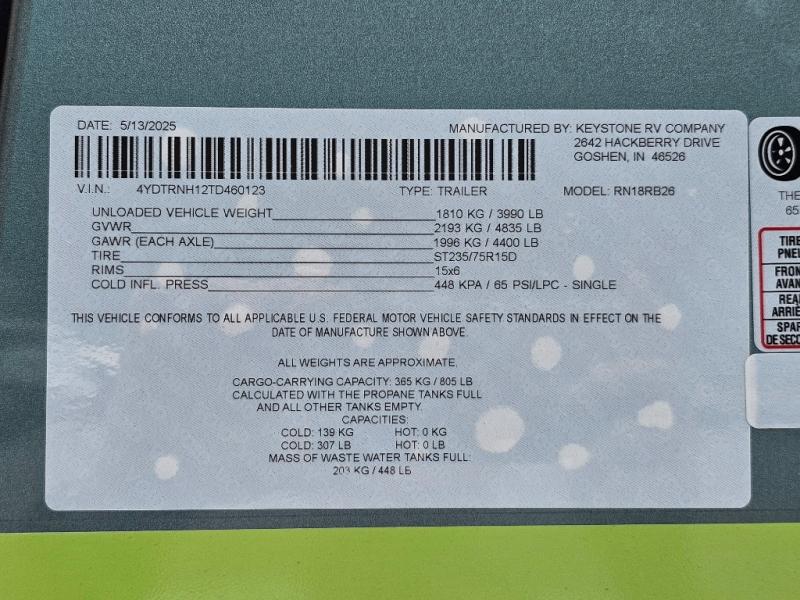 DATE: 5/13/2025
MANUFACTURED BY: KEYSTONE RV COMPANY
2642 HACKBERRY DRIVE
GOSHEN, IN 46526
V.I.N.: 4YDTRNH12TD460123 TYPE: TRAILER MODEL: RN18RB26
UNLOADED VEHICLE WEIGHT 1810 KG / 3990 LB
GVWR 2193 KG / 4835 LB
GAWR (EACH AXLE) 1996 KG / 4400 LB
TIRE ST235/75R15D
RIMS 15x6
COLD INFL. PRESS 448 KPA / 65 PSI/LPC - SINGLE
THIS VEHICLE CONFORMS TO ALL APPLICABLE U.S. FEDERAL MOTOR VEHICLE SAFETY STANDARDS IN EFFECT ON THE
DATE OF MANUFACTURE SHOWN ABOVE.
ALL WEIGHTS ARE APPROXIMATE.
CARGO-CARRYING CAPACITY: 365 KG / 805 LB
CALCULATED WITH THE PROPANE TANKS FULL
AND ALL OTHER TANKS EMPTY.
CAPACITIES:
COLD: 139 KG HOT: 0 KG
COLD: 307 LB HOT: 0 LB
MASS OF WASTE WATER TANKS FULL:
203 KG / 448 LB
THE
65
TIRE
PNEU
FRON
AVAN
REA
ARRIÈ
SPAR
DE SECO